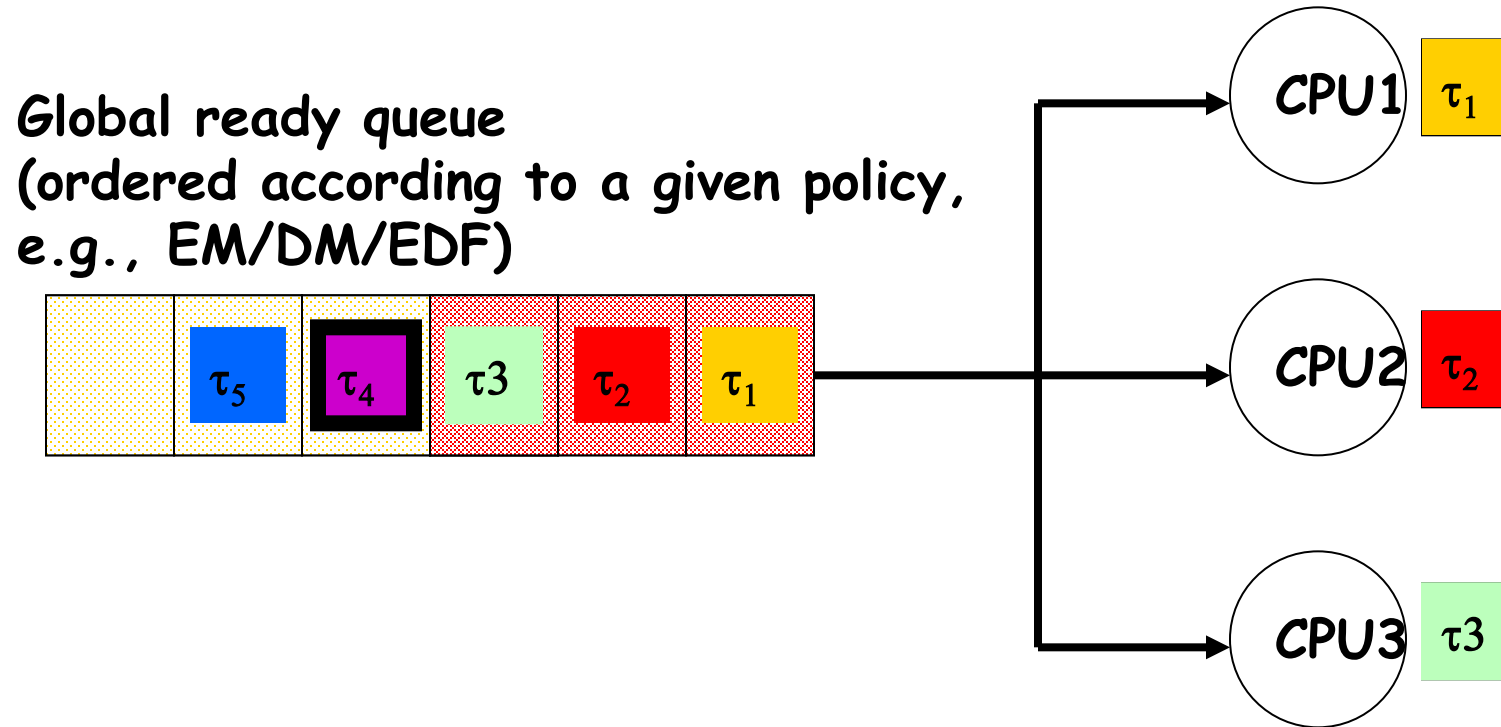 Global ready queue
(ordered according to a given policy,
e.g., EM/DM/EDF)
τ5 τ4 τ3 τ2 τ1
CPU1 τ1
CPU2 τ2
CPU3 τ3